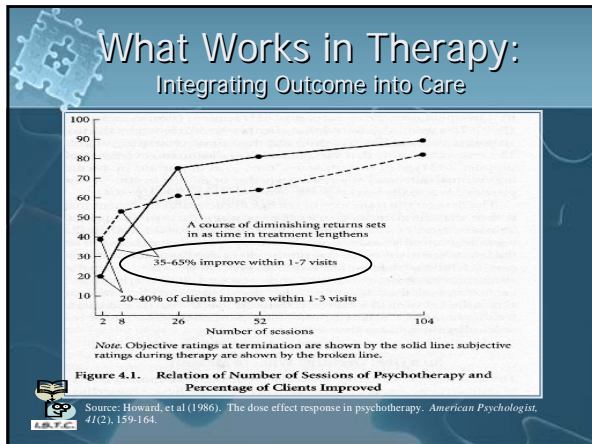 What Works in Therapy:
Integrating Outcome into Care
100
90
80
70
60
50
40
30
20
10
A course of diminishing returns sets
in as time in treatment lengthens
35-65% improve within 1-7 visits
20-40% of clients improve within 1-3 visits
2 8 26 52 104
Number of sessions
Note. Objective ratings at termination are shown by the solid line; subjective
ratings during therapy are shown by the broken line.
Figure 4.1. Relation of Number of Sessions of Psychotherapy and
Percentage of Clients Improved
Source: Howard, et al (1986). The dose effect response in psychotherapy. American Psychologist,
41(2), 159-164.
I.S.T.C.